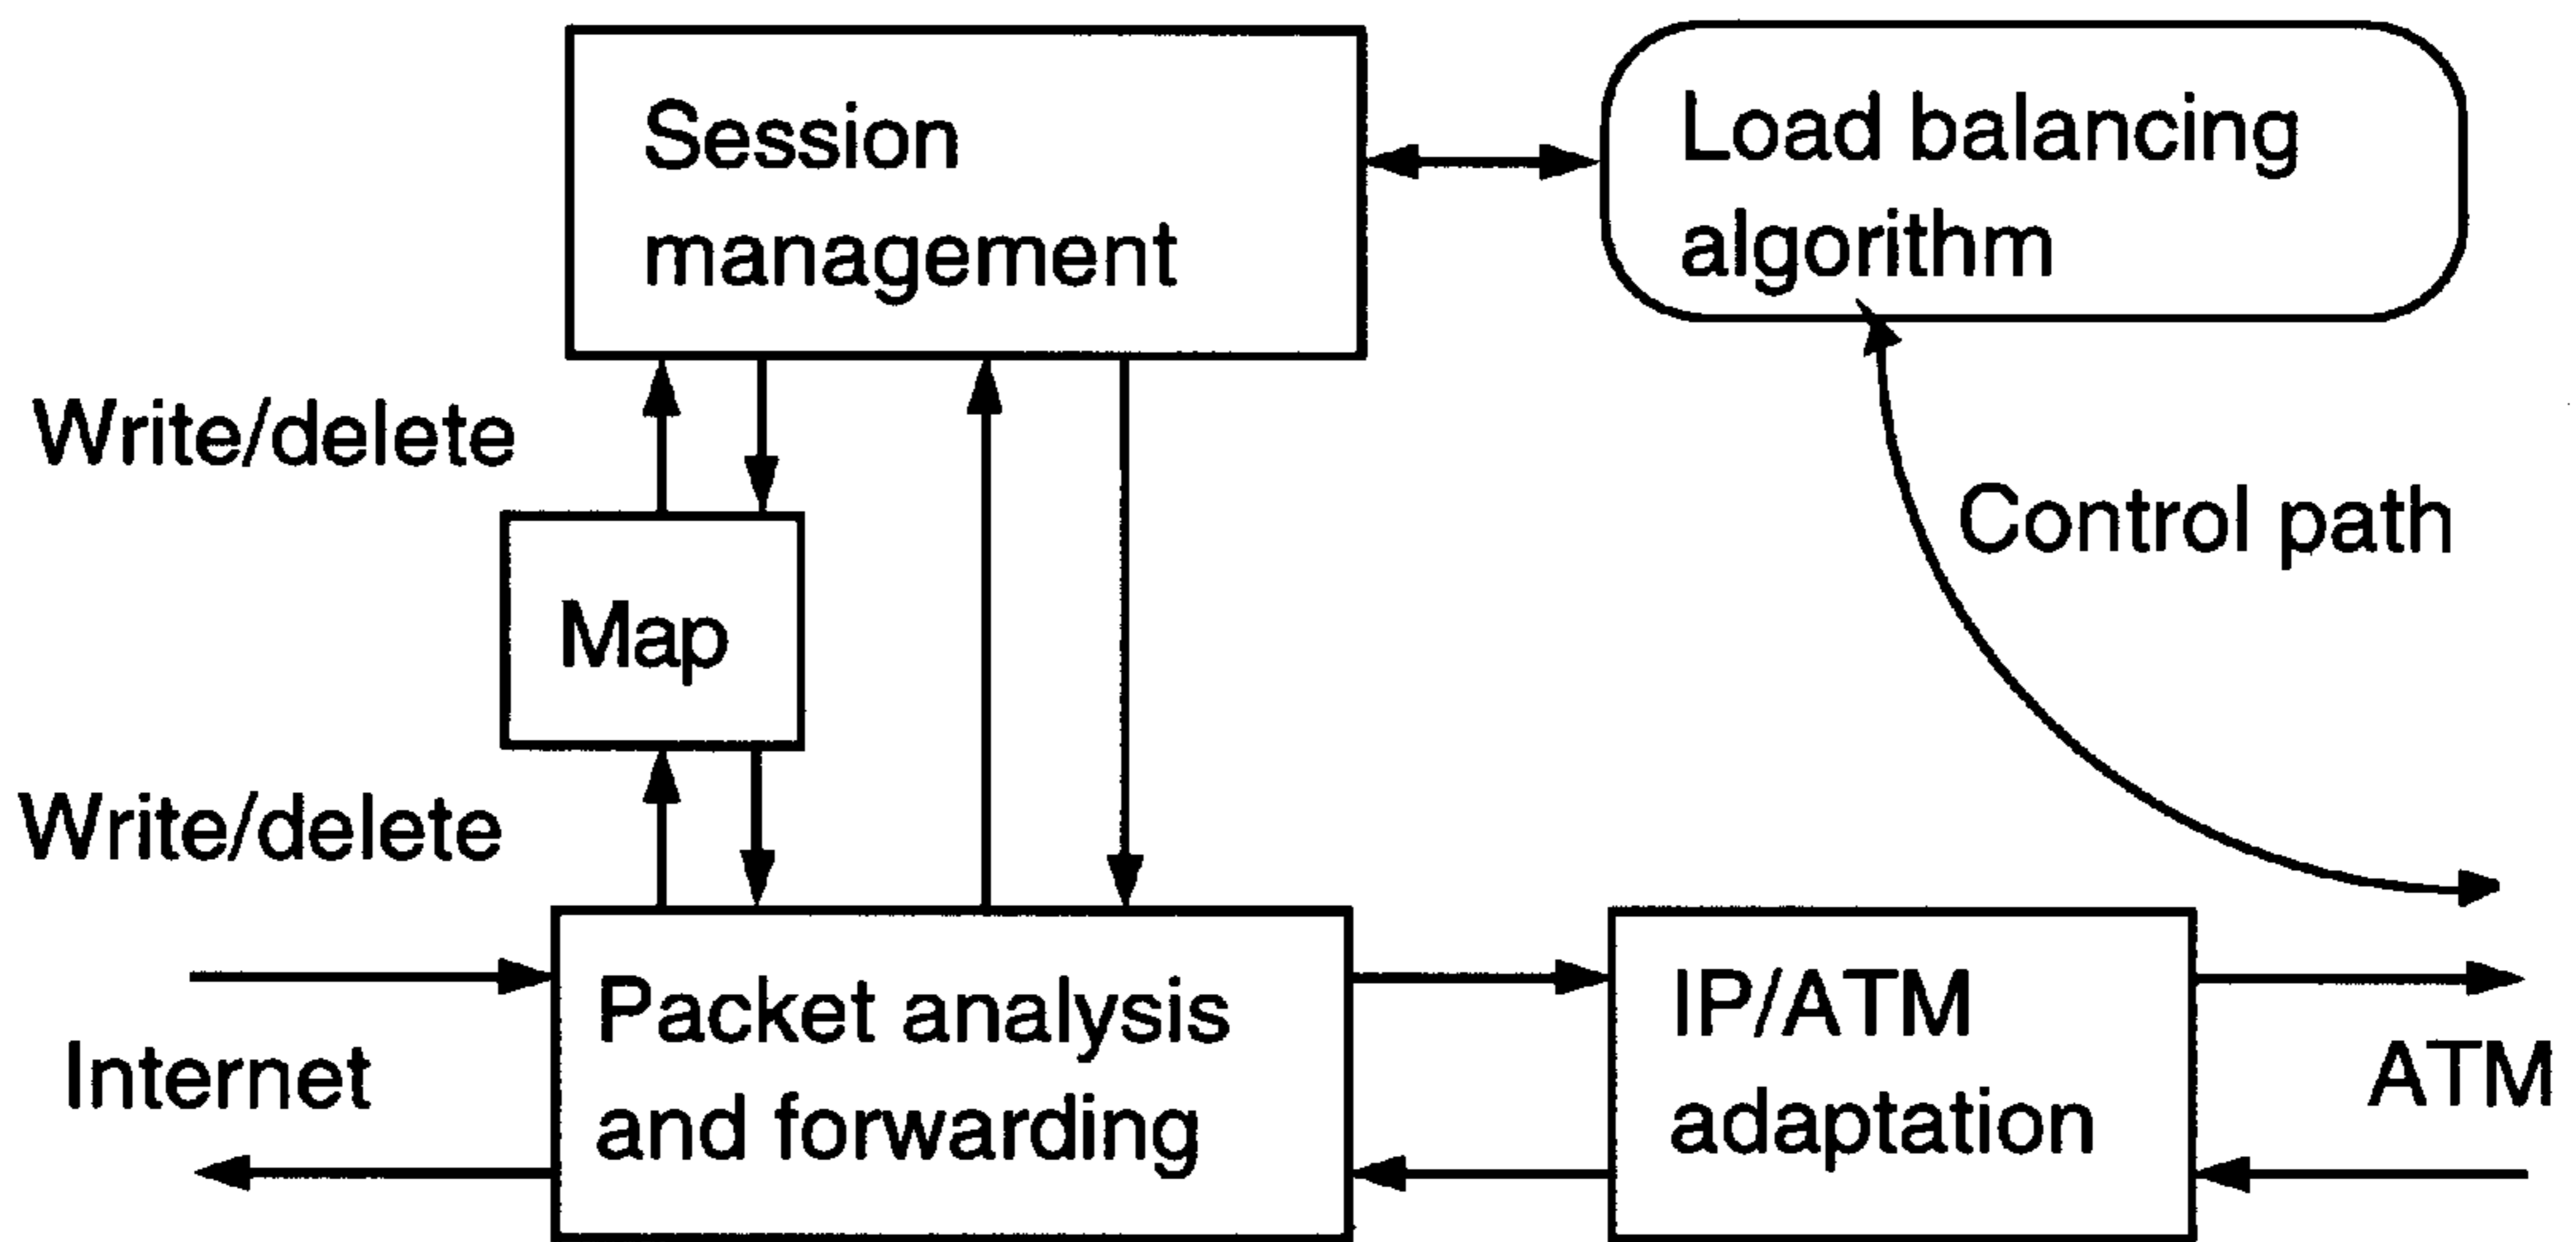 Session
management
Load balancing
algorithm
Write/delete
Control path
Map
Write/delete
Internet
Packet analysis
and forwarding
IP/ATM
adaptation
ATM